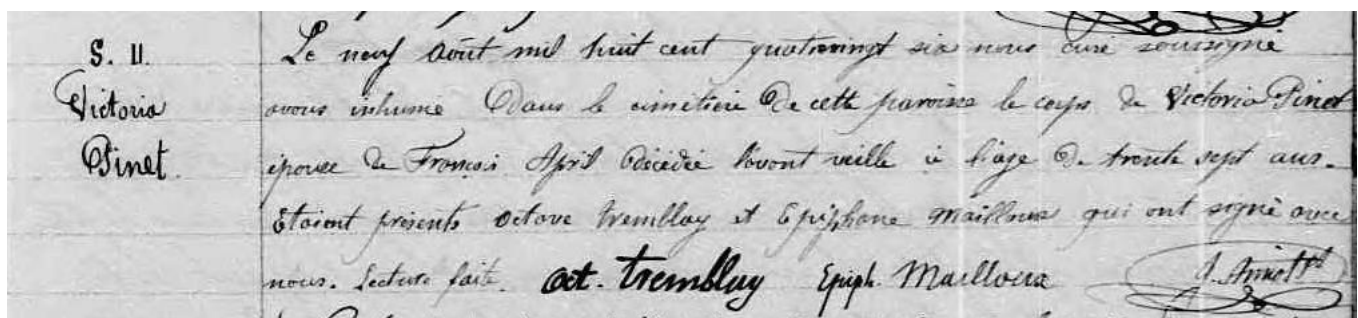 S. 11.
Victoria
Pinet.
Le neuf Août mil huit cent quatrevingt six nous curé soussigné
avons inhumé Dans le cimetière De cette paroisse le corps de Victoria Pinet
épouse de François April Décédée l'avant veille à l'âge De trente sept ans.
Etaient présents Octave Tremblay et Epiphane Mailloux qui ont signé avec
nous. Lecture faite. Oct. Tremblay Epiph. Mailloux